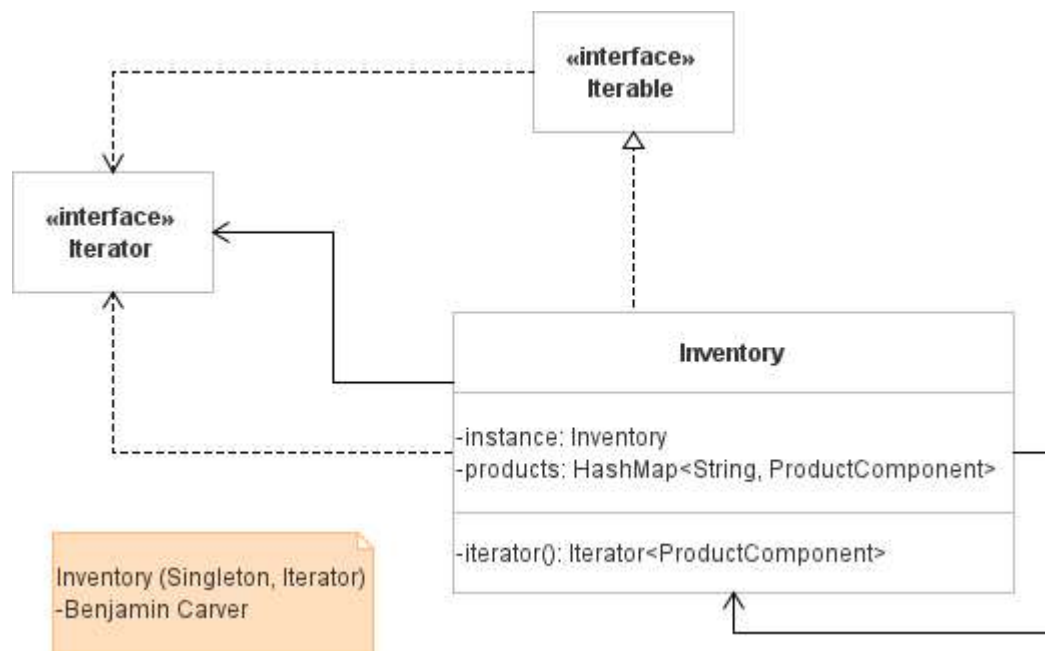 «interface»
Iterable
«interface»
Iterator
Inventory
-instance: Inventory
-products: HashMap<String, ProductComponent>
-iterator(): Iterator<ProductComponent>
Inventory (Singleton, Iterator)
-Benjamin Carver